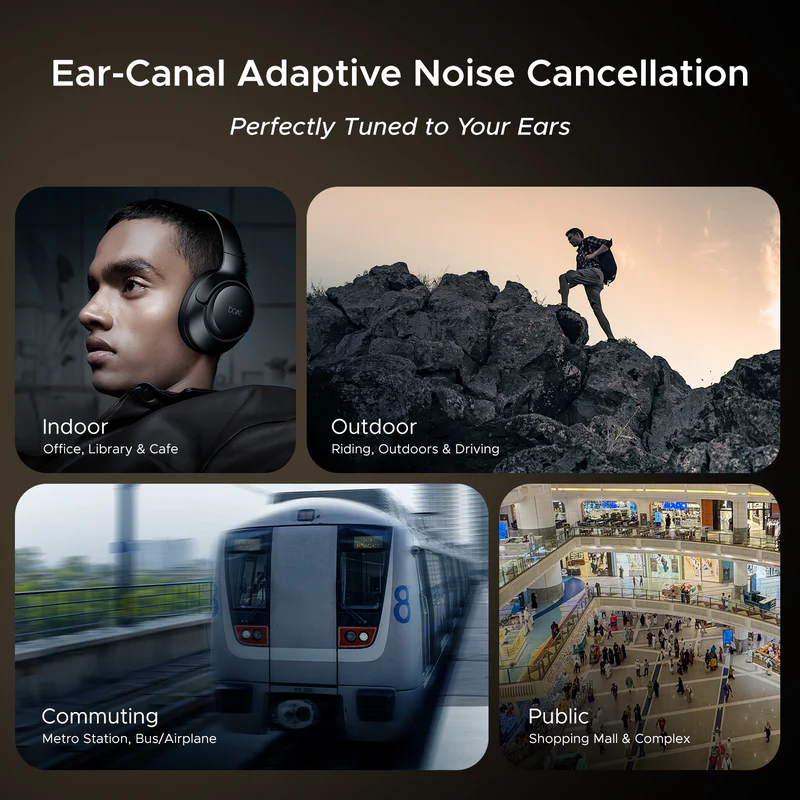 Ear-Canal Adaptive Noise Cancellation
Perfectly Tuned to Your Ears
boAt
Indoor
Office, Library & Cafe
Outdoor
Riding, Outdoors & Driving
8
Commuting
Metro Station, Bus/Airplane
Public
Shopping Mall & Complex